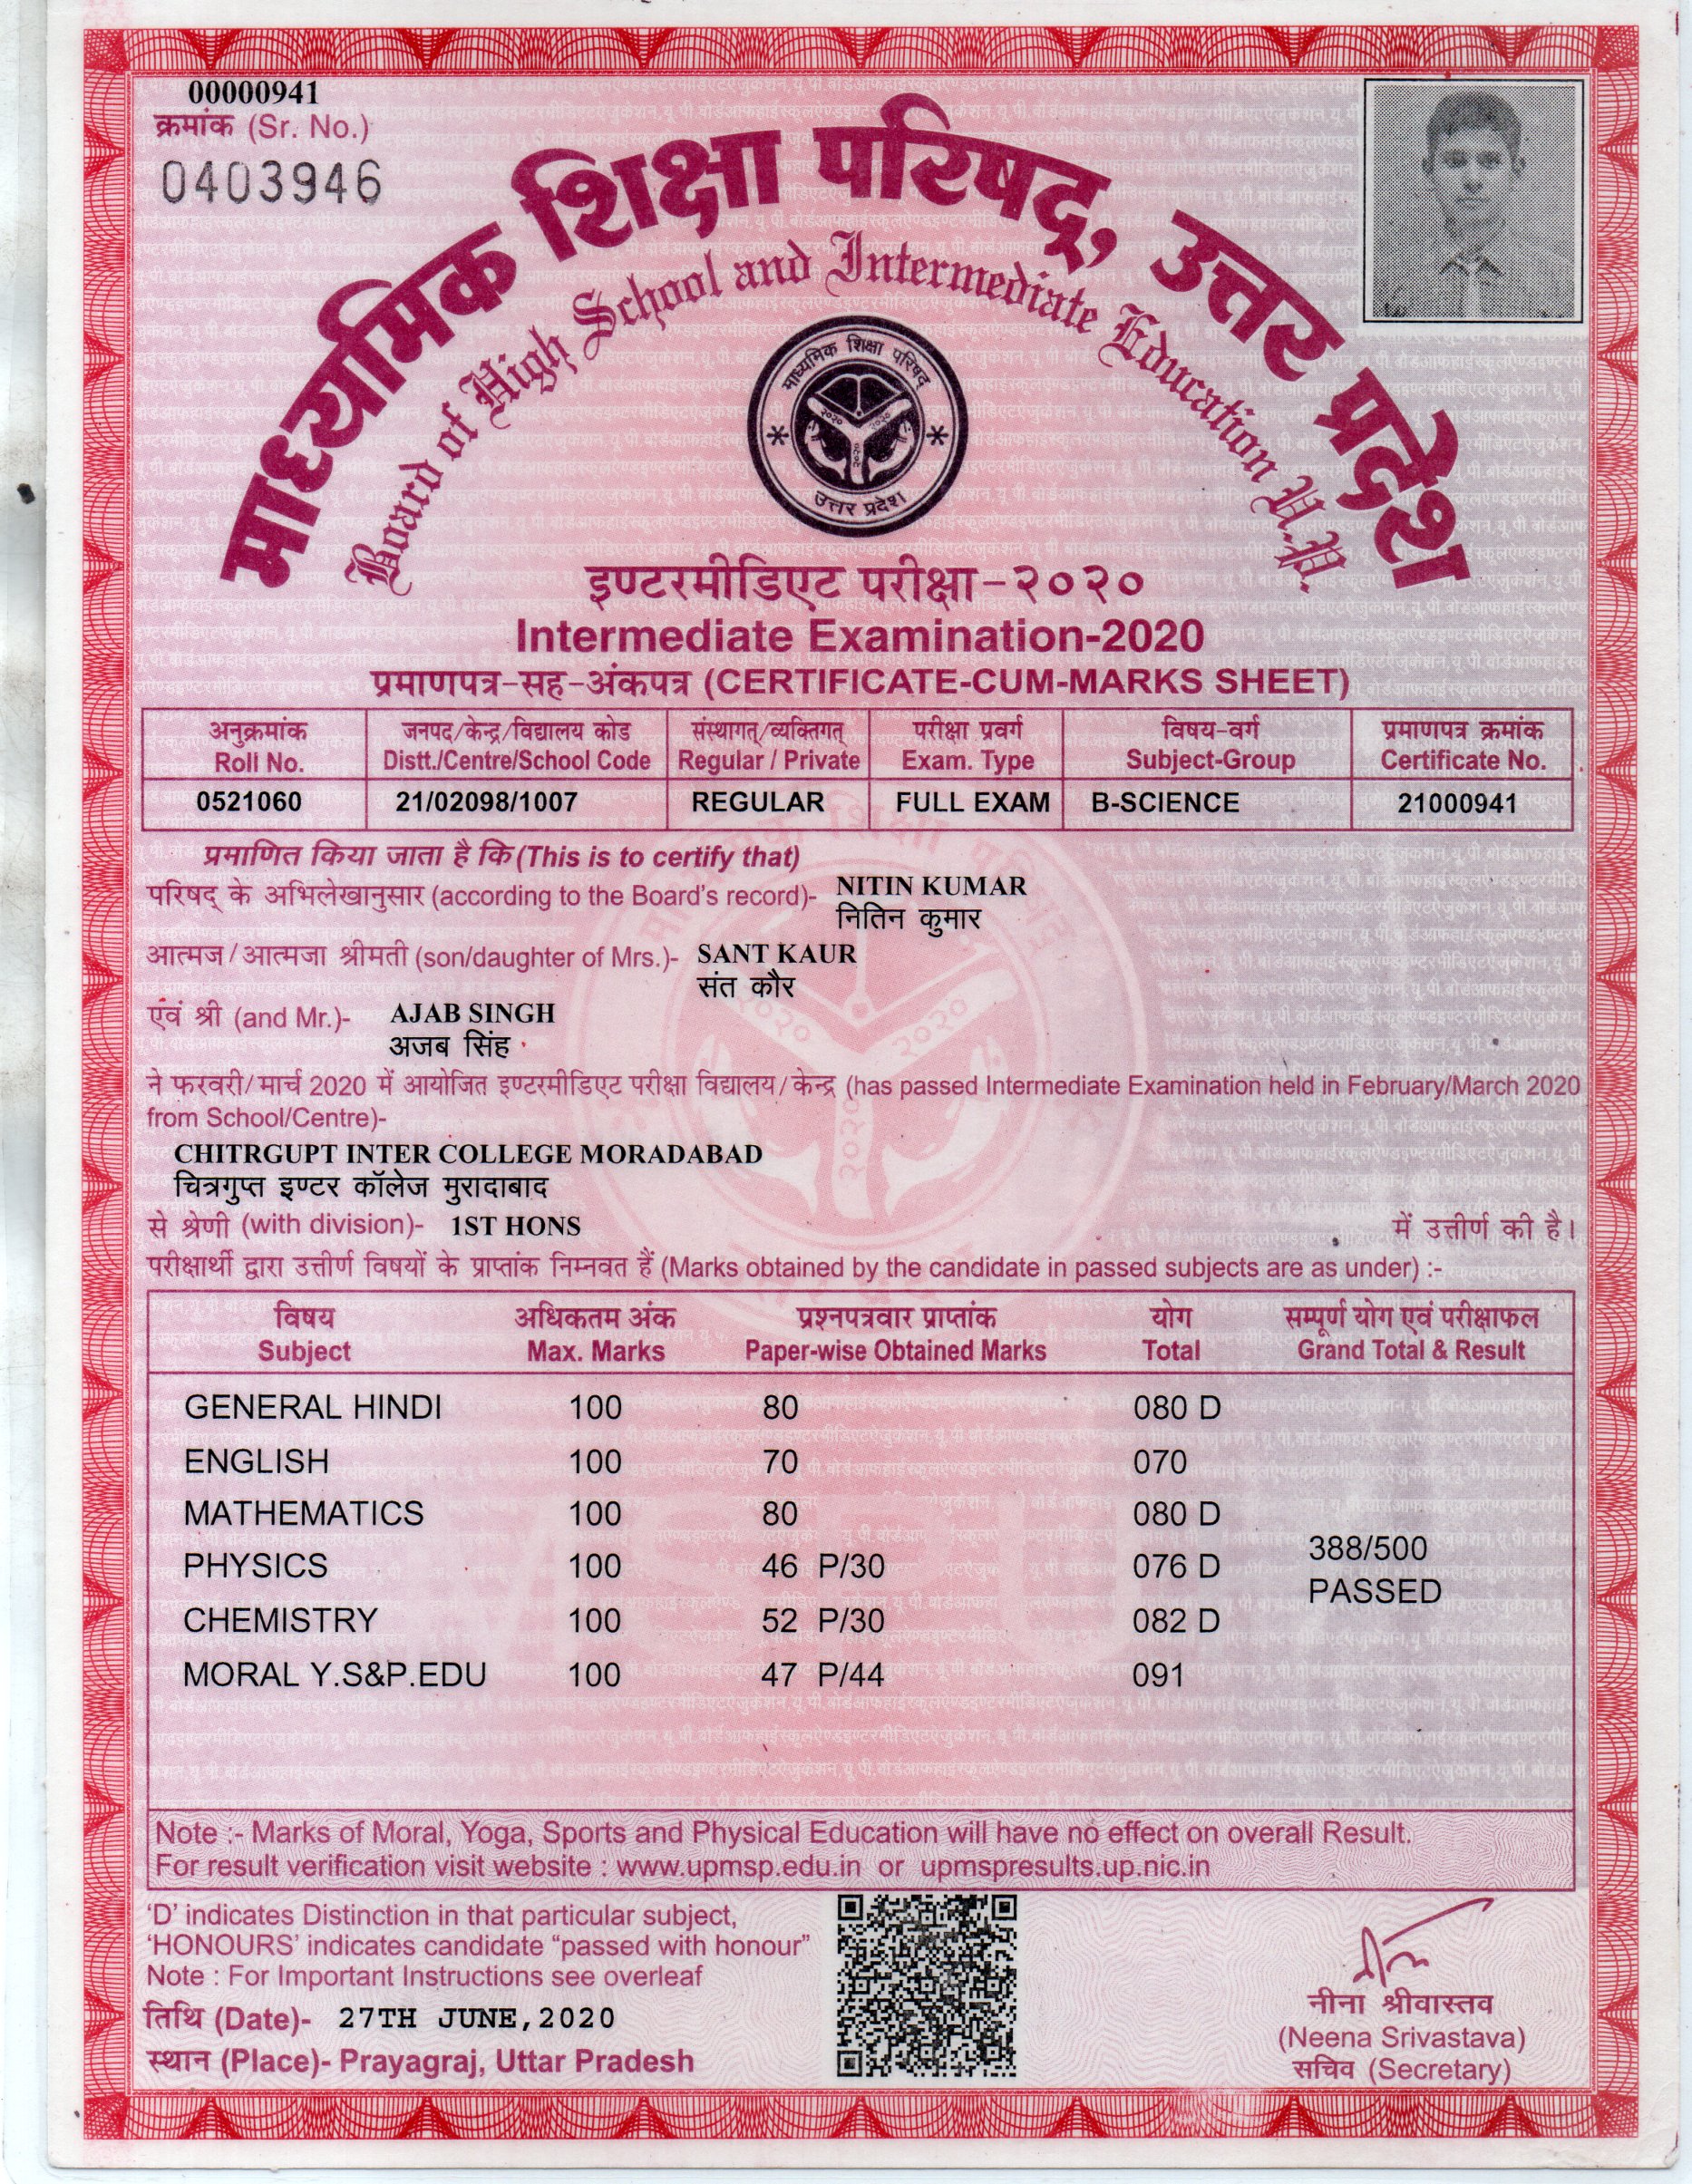 00000941
क्रमांक (Sr. No.)
0403946
माध्यमिक शिक्षा परिषद्, उत्तर प्रदेश
Board of High School and Intermediate Education U.P.
माध्यमिक शिक्षा परिषद्
२०२० २०२० २०२०
उत्तर प्रदेश
इण्टरमीडिएट परीक्षा-२०२०
Intermediate Examination-2020
प्रमाणपत्र-सह-अंकपत्र (CERTIFICATE-CUM-MARKS SHEET)
अनुक्रमांक जनपद/केन्द्र/विद्यालय कोड संस्थागत्/व्यक्तिगत् परीक्षा प्रवर्ग विषय-वर्ग प्रमाणपत्र क्रमांक
Roll No. Distt./Centre/School Code Regular / Private Exam. Type Subject-Group Certificate No.
0521060 21/02098/1007 REGULAR FULL EXAM B-SCIENCE 21000941
प्रमाणित किया जाता है कि (This is to certify that)
परिषद् के अभिलेखानुसार (according to the Board's record)- NITIN KUMAR
नितिन कुमार
आत्मज/आत्मजा श्रीमती (son/daughter of Mrs.)- SANT KAUR
संत कौर
एवं श्री (and Mr.)- AJAB SINGH
अजब सिंह
ने फरवरी/मार्च 2020 में आयोजित इण्टरमीडिएट परीक्षा विद्यालय/केन्द्र (has passed Intermediate Examination held in February/March 2020
from School/Centre)-
CHITRGUPT INTER COLLEGE MORADABAD
चित्रगुप्त इण्टर कॉलेज मुरादाबाद
से श्रेणी (with division)- 1ST HONS में उत्तीर्ण की है।
परीक्षार्थी द्वारा उत्तीर्ण विषयों के प्राप्तांक निम्नवत हैं (Marks obtained by the candidate in passed subjects are as under) :-
विषय अधिकतम अंक प्रश्नपत्रवार प्राप्तांक योग सम्पूर्ण योग एवं परीक्षाफल
Subject Max. Marks Paper-wise Obtained Marks Total Grand Total & Result
GENERAL HINDI 100 80 080 D
ENGLISH 100 70 070
MATHEMATICS 100 80 080 D
388/500
PHYSICS 100 46 P/30 076 D
PASSED
CHEMISTRY 100 52 P/30 082 D
MORAL Y.S&P.EDU 100 47 P/44 091
Note :- Marks of Moral, Yoga, Sports and Physical Education will have no effect on overall Result.
For result verification visit website : www.upmsp.edu.in or upmspresults.up.nic.in
'D' indicates Distinction in that particular subject,
'HONOURS' indicates candidate "passed with honour"
Note : For Important Instructions see overleaf
तिथि (Date)- 27TH JUNE,2020
स्थान (Place)- Prayagraj, Uttar Pradesh
नीना श्रीवास्तव
(Neena Srivastava)
सचिव (Secretary)